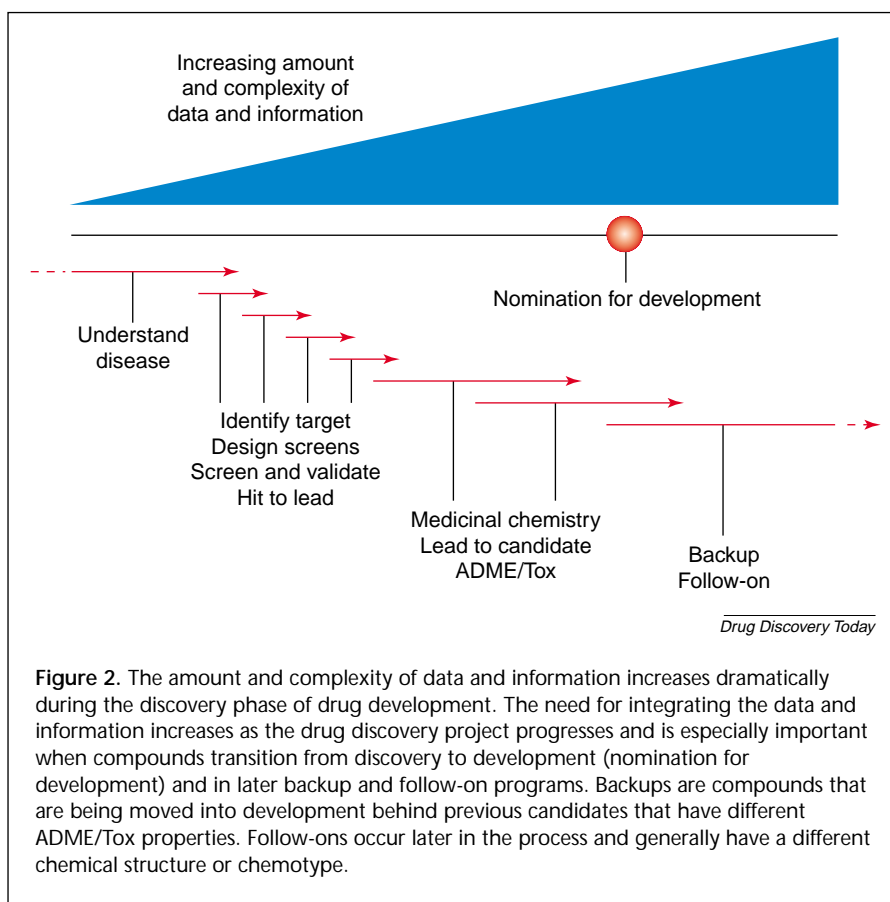 Increasing amount
and complexity of
data and information
Nomination for development
Understand
disease
Identify target
Design screens
Screen and validate
Hit to lead
Medicinal chemistry
Lead to candidate
ADME/Tox
Backup
Follow-on
Drug Discovery Today
Figure 2. The amount and complexity of data and information increases dramatically
during the discovery phase of drug development. The need for integrating the data and
information increases as the drug discovery project progresses and is especially important
when compounds transition from discovery to development (nomination for
development) and in later backup and follow-on programs. Backups are compounds that
are being moved into development behind previous candidates that have different
ADME/Tox properties. Follow-ons occur later in the process and generally have a different
chemical structure or chemotype.